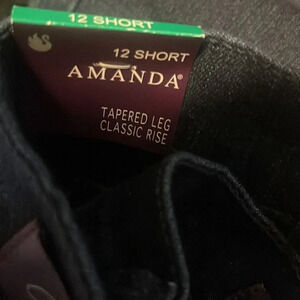 12 SHORT
12 SHORT
AMANDA®
TAPERED LEG
CLASSIC RISE